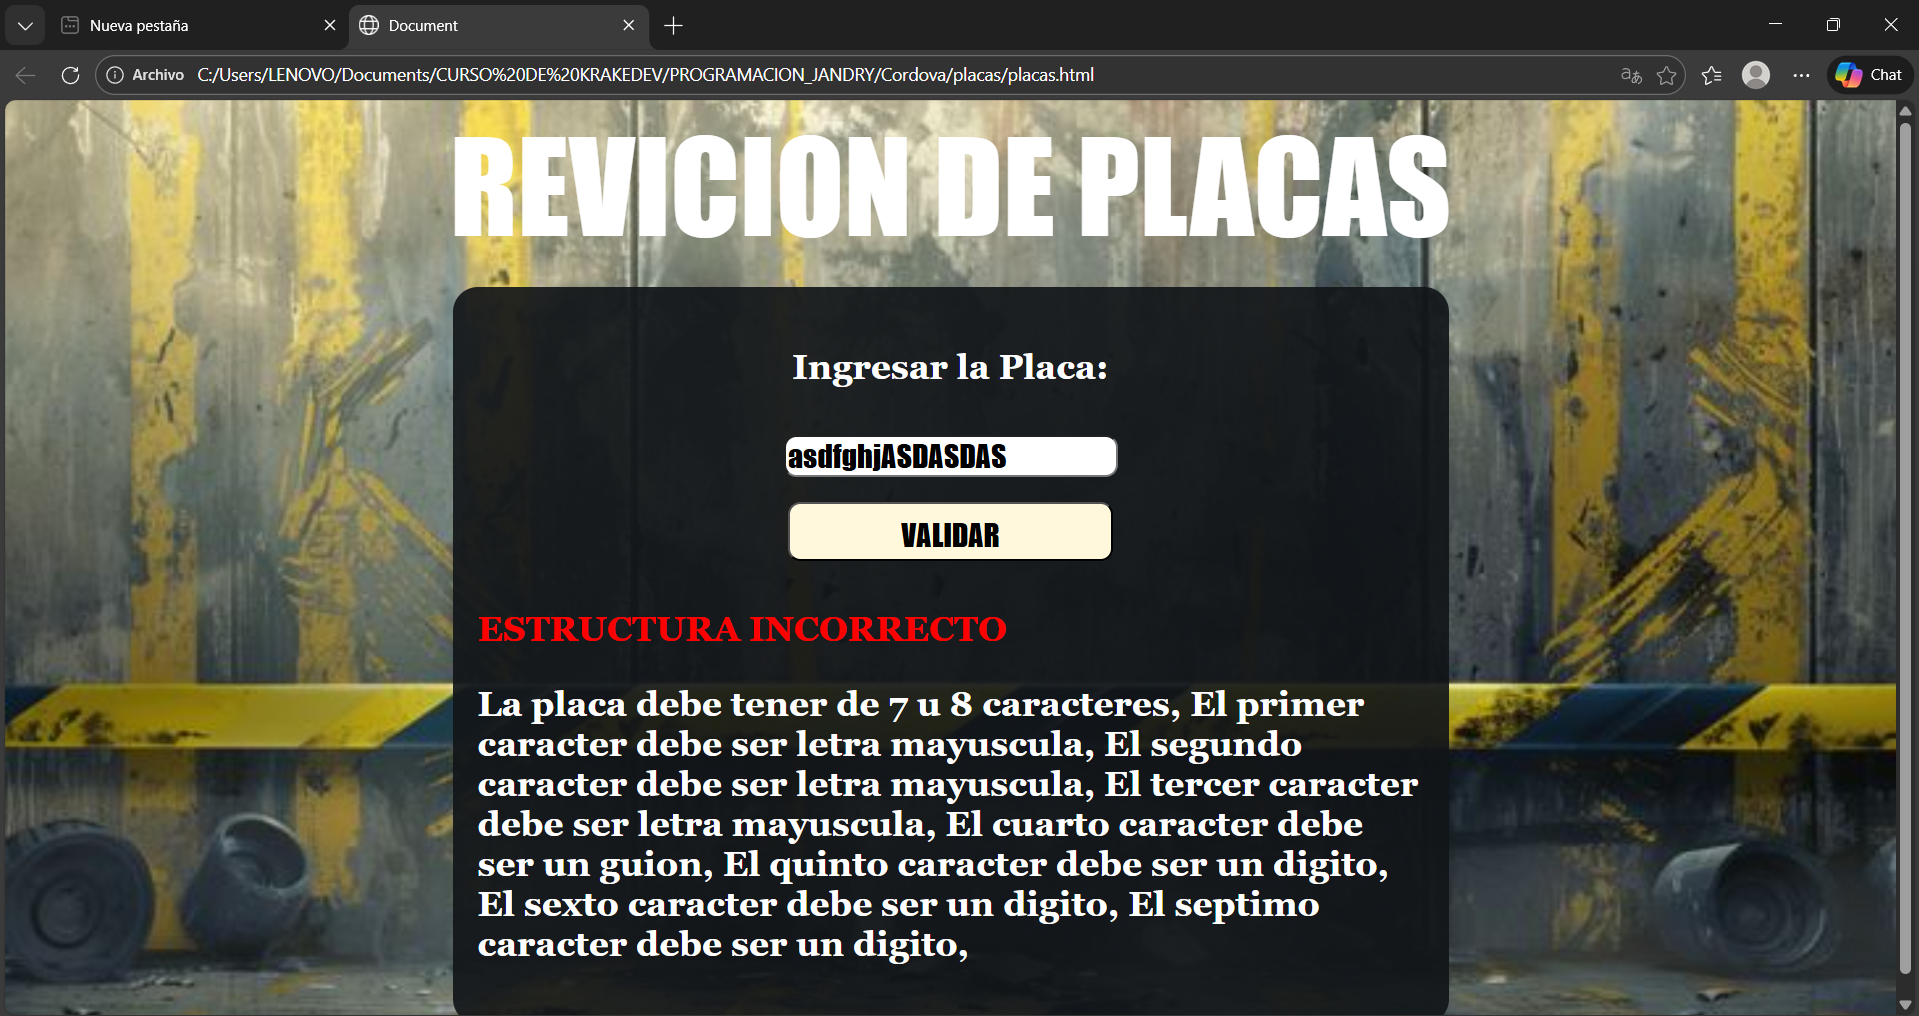 Nueva pestaña
Document
Archivo C:/Users/LENOVO/Documents/CURSO%20DE%20KRAKEDEV/PROGRAMACION_JANDRY/Cordova/placas/placas.html
Chat
REVICION DE PLACAS
Ingresar la Placa:
asdfghjASDASDAS
VALIDAR
ESTRUCTURA INCORRECTO
La placa debe tener de 7 u 8 caracteres, El primer
caracter debe ser letra mayuscula, El segundo
caracter debe ser letra mayuscula, El tercer caracter
debe ser letra mayuscula, El cuarto caracter debe
ser un guion, El quinto caracter debe ser un digito,
El sexto caracter debe ser un digito, El septimo
caracter debe ser un digito,